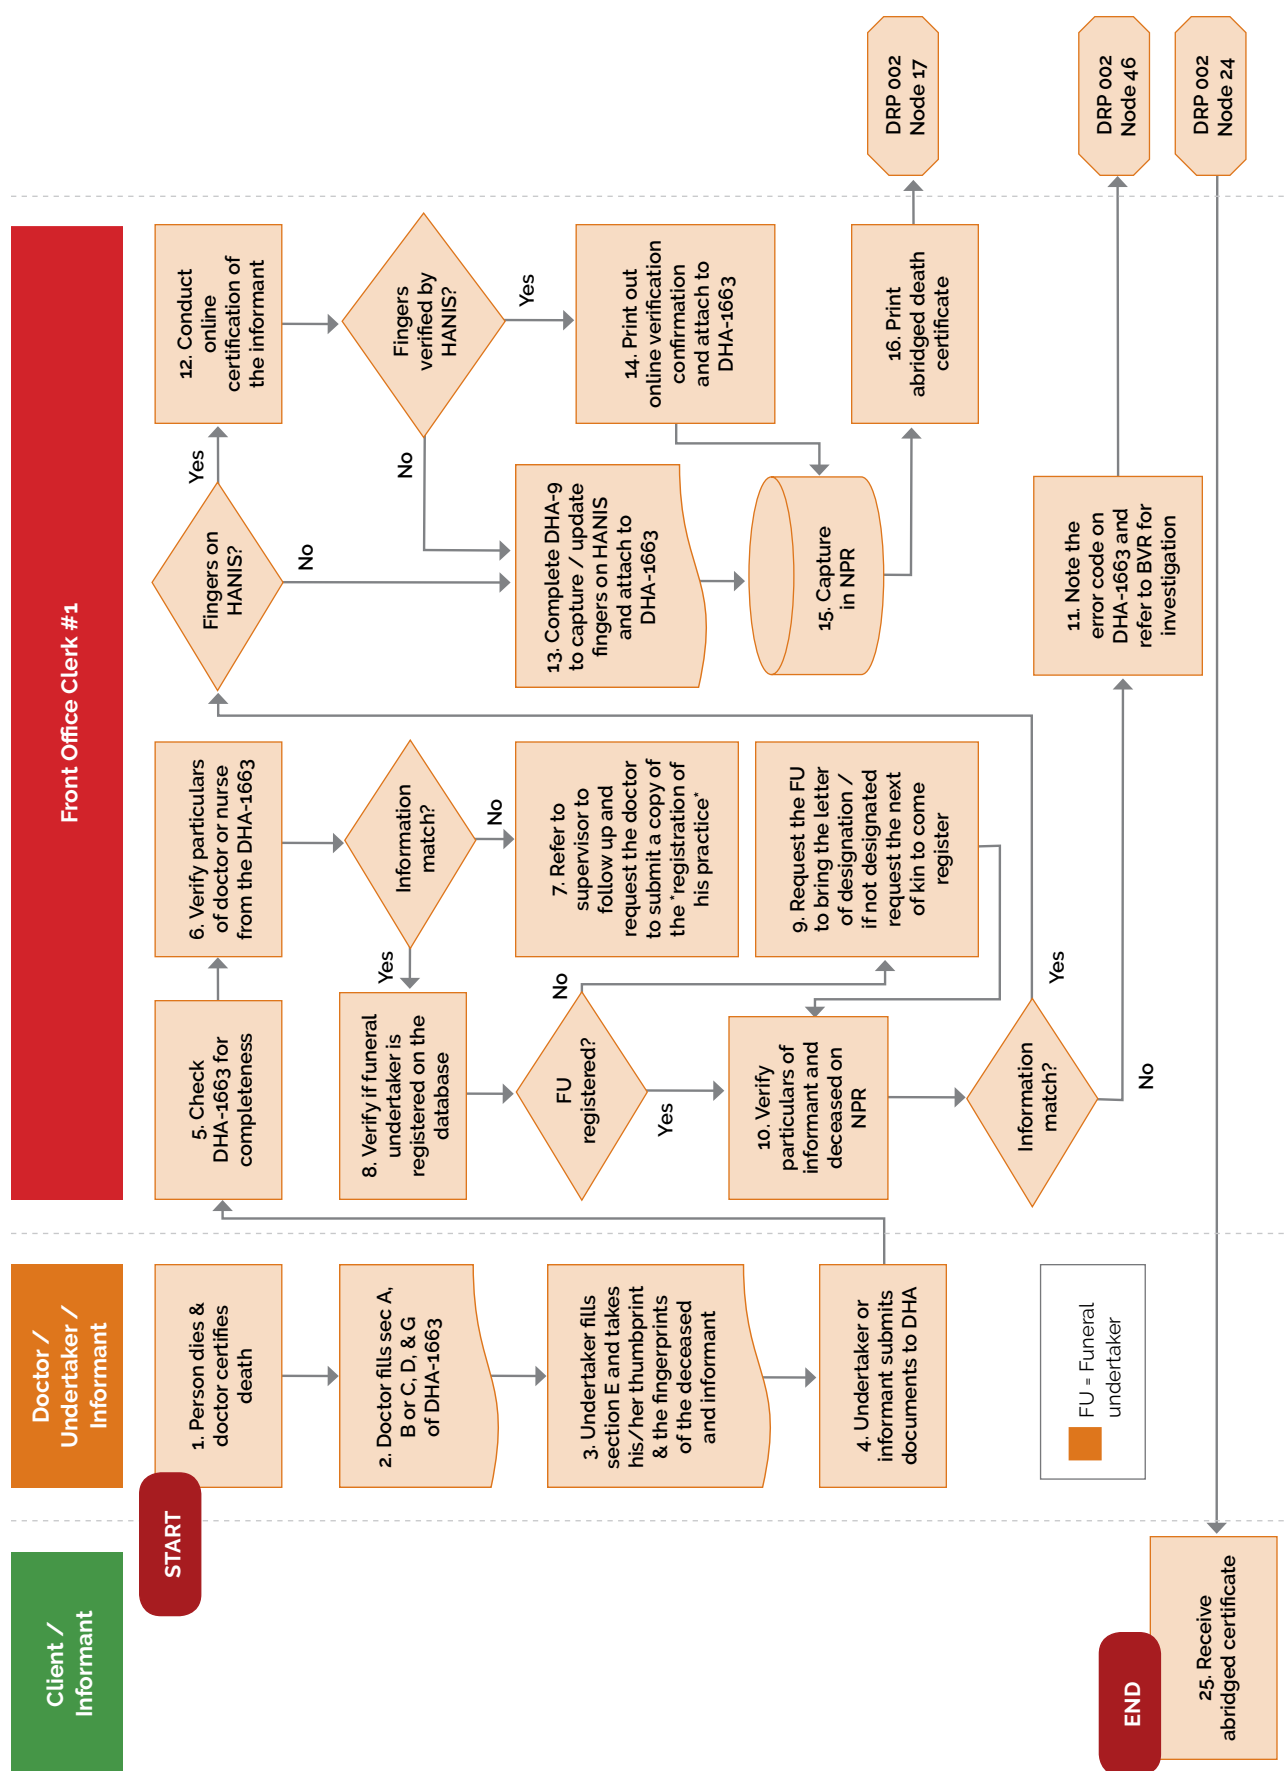 Client /
Informant
Doctor /
Undertaker /
Informant
Front Office Clerk #1
START
1. Person dies &
doctor certifies
death
2. Doctor fills sec A,
B or C, D, & G
of DHA-1663
3. Undertaker fills
section E and takes
his/her thumbprint
& the fingerprints
of the deceased
and informant
4. Undertaker or
informant submits
documents to DHA
FU = Funeral
undertaker
5. Check
DHA-1663 for
completeness
6. Verify particulars
of doctor or nurse
from the DHA-1663
Information
match?
No
Yes
7. Refer to
supervisor to
follow up and
request the doctor
to submit a copy of
the "registration of
his practice"
8. Verify if funeral
undertaker is
registered on the
database
FU
registered?
No
Yes
9. Request the FU
to bring the letter
of designation /
if not designated
request the next
of kin to come
register
10. Verify
particulars of
informant and
deceased on
NPR
Information
match?
Yes
No
11. Note the
error code on
DHA-1663 and
refer to BVR for
investigation
Fingers on
HANIS?
Yes
No
12. Conduct
online
certification of
the informant
Fingers
verified by
HANIS?
No
Yes
13. Complete DHA-9
to capture / update
fingers on HANIS
and attach to
DHA-1663
14. Print out
online verification
confirmation
and attach to
DHA-1663
15. Capture
in NPR
16. Print
abridged death
certificate
DRP 002
Node 17
DRP 002
Node 46
DRP 002
Node 24
END
25. Receive
abridged certificate